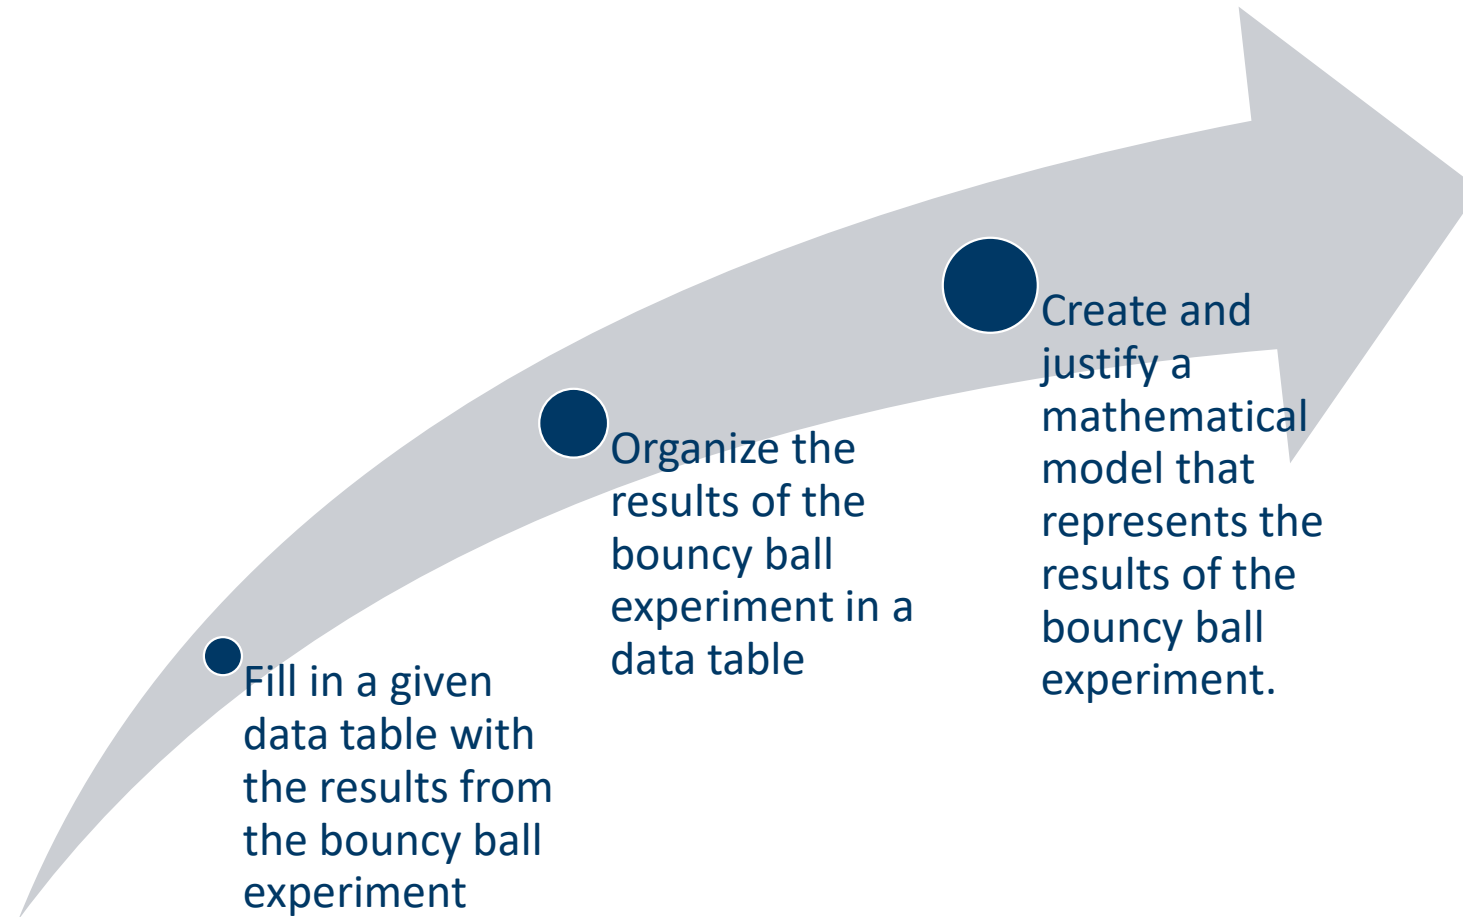 Fill in a given
data table with
the results from
the bouncy ball
experiment
Organize the
results of the
bouncy ball
experiment in a
data table
Create and
justify a
mathematical
model that
represents the
results of the
bouncy ball
experiment.